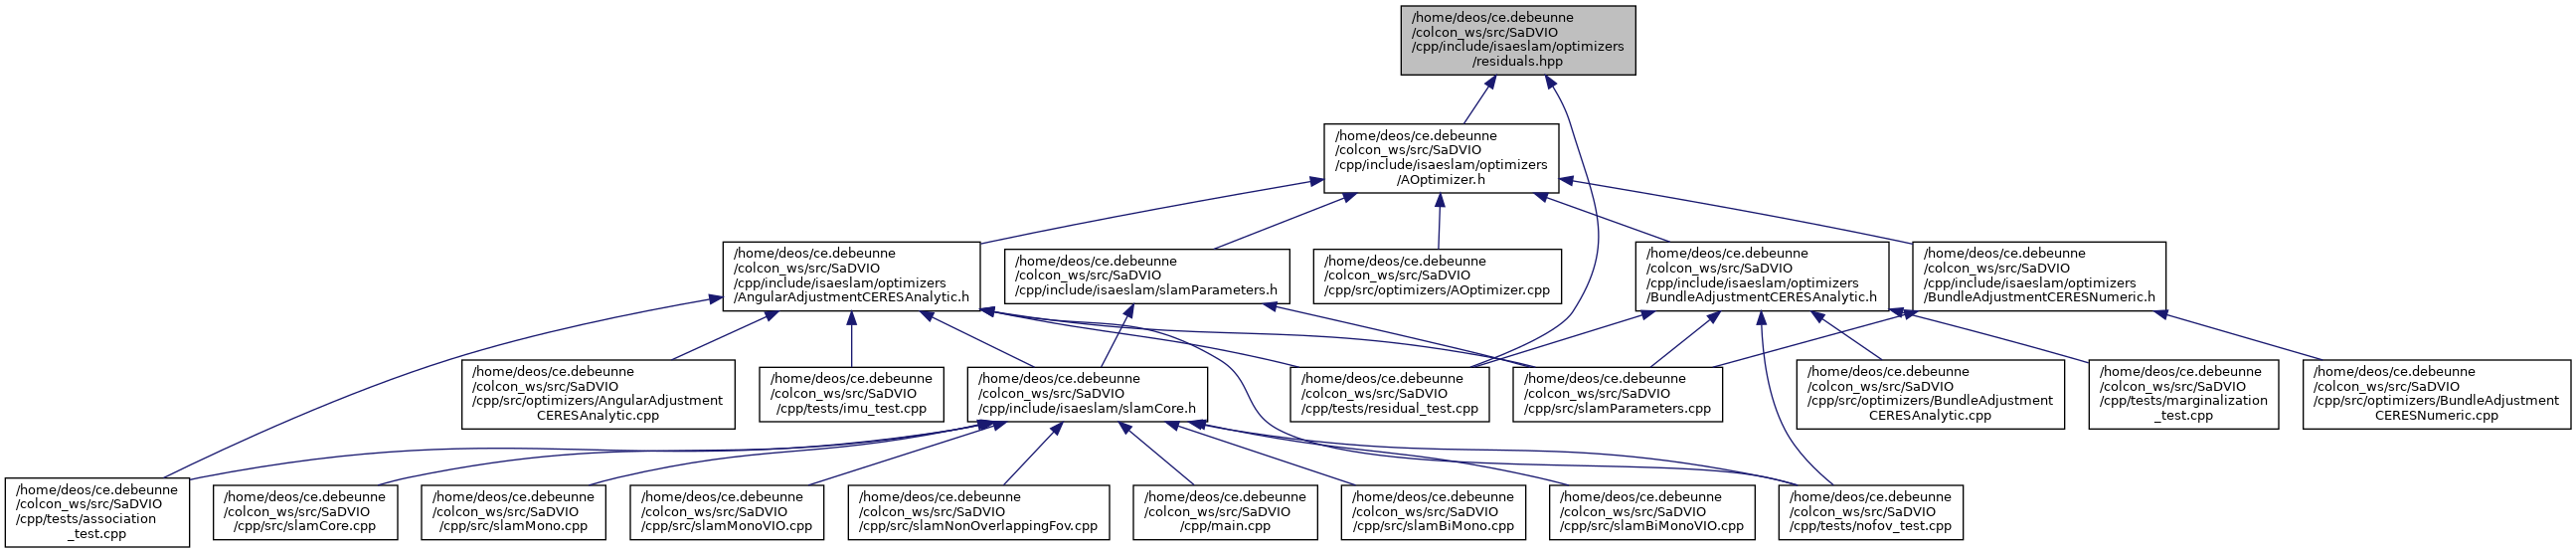 /home/deos/ce.debeunne
/colcon_ws/src/SaDVIO
/cpp/include/isaeslam/optimizers
/residuals.hpp
/home/deos/ce.debeunne
/colcon_ws/src/SaDVIO
/cpp/include/isaeslam/optimizers
/AOptimizer.h
/home/deos/ce.debeunne
/colcon_ws/src/SaDVIO
/cpp/include/isaeslam/optimizers
/AngularAdjustmentCERESAnalytic.h
/home/deos/ce.debeunne
/colcon_ws/src/SaDVIO
/cpp/include/isaeslam/slamParameters.h
/home/deos/ce.debeunne
/colcon_ws/src/SaDVIO
/cpp/src/optimizers/AOptimizer.cpp
/home/deos/ce.debeunne
/colcon_ws/src/SaDVIO
/cpp/include/isaeslam/optimizers
/BundleAdjustmentCERESAnalytic.h
/home/deos/ce.debeunne
/colcon_ws/src/SaDVIO
/cpp/include/isaeslam/optimizers
/BundleAdjustmentCERESNumeric.h
/home/deos/ce.debeunne
/colcon_ws/src/SaDVIO
/cpp/src/optimizers/AngularAdjustment
CERESAnalytic.cpp
/home/deos/ce.debeunne
/colcon_ws/src/SaDVIO
/cpp/tests/imu_test.cpp
/home/deos/ce.debeunne
/colcon_ws/src/SaDVIO
/cpp/include/isaeslam/slamCore.h
/home/deos/ce.debeunne
/colcon_ws/src/SaDVIO
/cpp/tests/residual_test.cpp
/home/deos/ce.debeunne
/colcon_ws/src/SaDVIO
/cpp/src/slamParameters.cpp
/home/deos/ce.debeunne
/colcon_ws/src/SaDVIO
/cpp/src/optimizers/BundleAdjustment
CERESAnalytic.cpp
/home/deos/ce.debeunne
/colcon_ws/src/SaDVIO
/cpp/tests/marginalization
_test.cpp
/home/deos/ce.debeunne
/colcon_ws/src/SaDVIO
/cpp/src/optimizers/BundleAdjustment
CERESNumeric.cpp
/home/deos/ce.debeunne
/colcon_ws/src/SaDVIO
/cpp/tests/association
_test.cpp
/home/deos/ce.debeunne
/colcon_ws/src/SaDVIO
/cpp/src/slamCore.cpp
/home/deos/ce.debeunne
/colcon_ws/src/SaDVIO
/cpp/src/slamMono.cpp
/home/deos/ce.debeunne
/colcon_ws/src/SaDVIO
/cpp/src/slamMonoVIO.cpp
/home/deos/ce.debeunne
/colcon_ws/src/SaDVIO
/cpp/src/slamNonOverlappingFov.cpp
/home/deos/ce.debeunne
/colcon_ws/src/SaDVIO
/cpp/main.cpp
/home/deos/ce.debeunne
/colcon_ws/src/SaDVIO
/cpp/src/slamBiMono.cpp
/home/deos/ce.debeunne
/colcon_ws/src/SaDVIO
/cpp/src/slamBiMonoVIO.cpp
/home/deos/ce.debeunne
/colcon_ws/src/SaDVIO
/cpp/tests/nofov_test.cpp